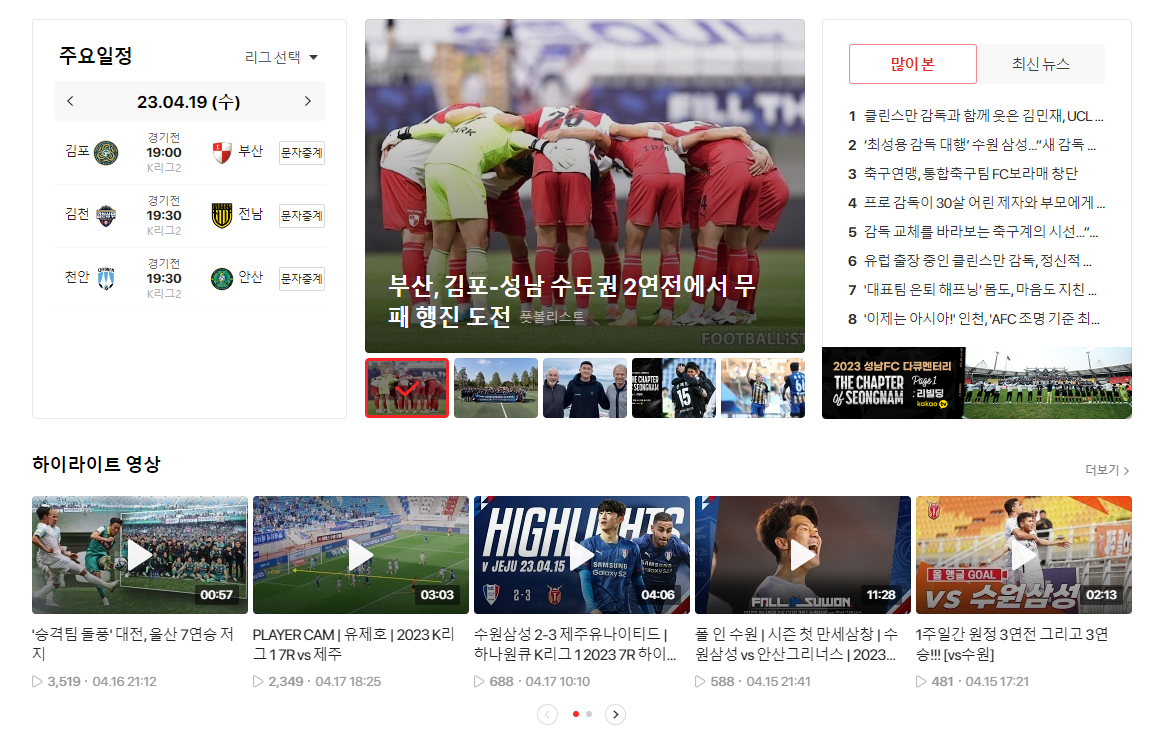 주요일정
리그 선택
23.04.19 (수)
김포
경기전
19:00
K리그2
부산
문자중계
김천
경기전
19:30
K리그2
전남
문자중계
천안
경기전
19:30
K리그2
안산
문자중계
PARK
20
FILL TH
부산, 김포-성남 수도권 2연전에서 무
패 행진 도전 풋볼리스트
FOOTBALLIST
THE CHAPTER
SEONGNAM
15
많이 본
최신 뉴스
1 클린스만 감독과 함께 웃은 김민재, UCL ...
2 '최성용 감독 대행' 수원 삼성…"새 감독 ...
3 축구연맹, 통합축구팀 FC보라매 창단
4 프로 감독이 30살 어린 제자와 부모에게 ...
5 감독 교체를 바라보는 축구계의 시선…"...
6 유럽 출장 중인 클린스만 감독, 정신적 ...
7 '대표팀 은퇴 해프닝' 몸도, 마음도 지친 ...
8 '이제는 아시아!' 인천, 'AFC 조명 기준 최...
2023 성남FC 다큐멘터리
THE CHAPTER
of SEONGNAM
Page 1
: 리빌딩
kakao tv
하이라이트 영상
더보기
00:57
'승격팀 돌풍' 대전, 울산 7연승 저
지
3,519 · 04.16 21:12
03:03
PLAYER CAM | 유제호 | 2023 K리
그1 7R vs 제주
2,349 · 04.17 18:25
HIGHLIGHTS
v JEJU 23.04.15
SAMSUNG
Galaxy S2
SAMSUNG
2-3
04:06
수원삼성 2-3 제주유나이티드 |
하나원큐 K리그 1 2023 7R 하이...
688 · 04.17 10:10
FALL SUWON
11:28
폴 인 수원 | 시즌 첫 만세삼창 | 수
원삼성 vs 안산그리너스 | 2023...
588 · 04.15 21:41
올 앵글 GOAL
VS 수원삼성
02:13
1주일간 원정 3연전 그리고 3연
승!!! [vs수원]
481 · 04.15 17:21